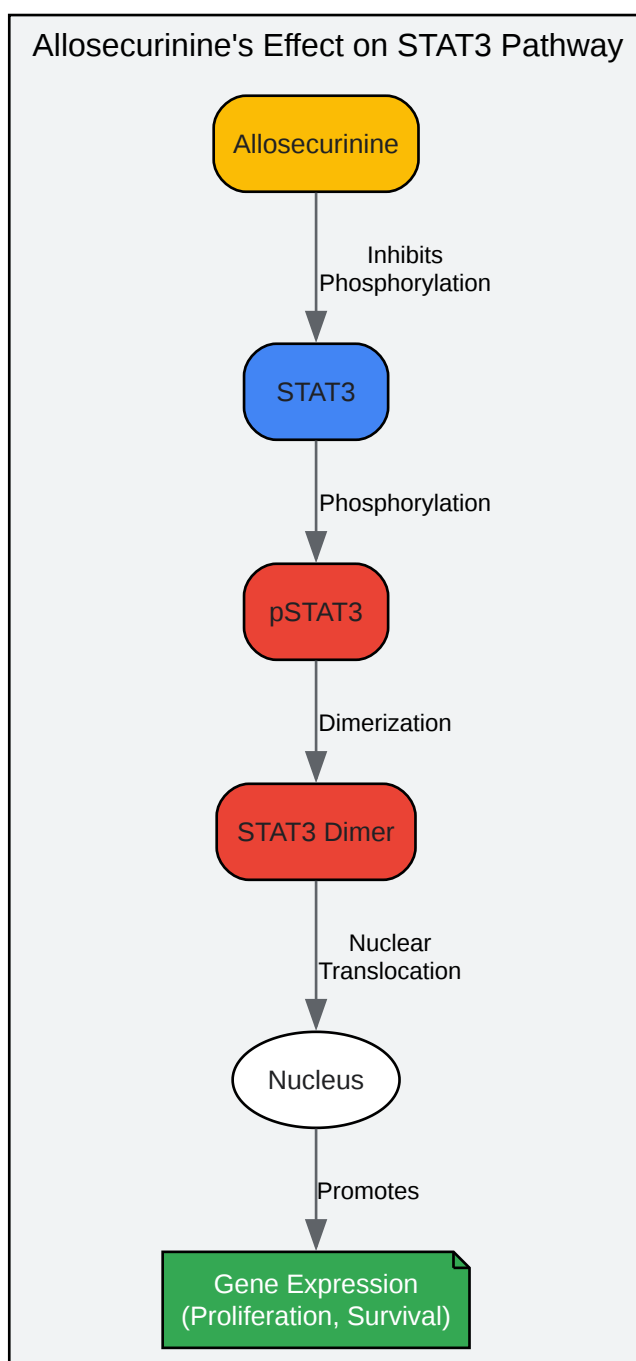 Allosecurinine's Effect on STAT3 Pathway
Allosecurinine
Inhibits
Phosphorylation
STAT3
Phosphorylation
pSTAT3
Dimerization
STAT3 Dimer
Nuclear
Translocation
Nucleus
Promotes
Gene Expression
(Proliferation, Survival)